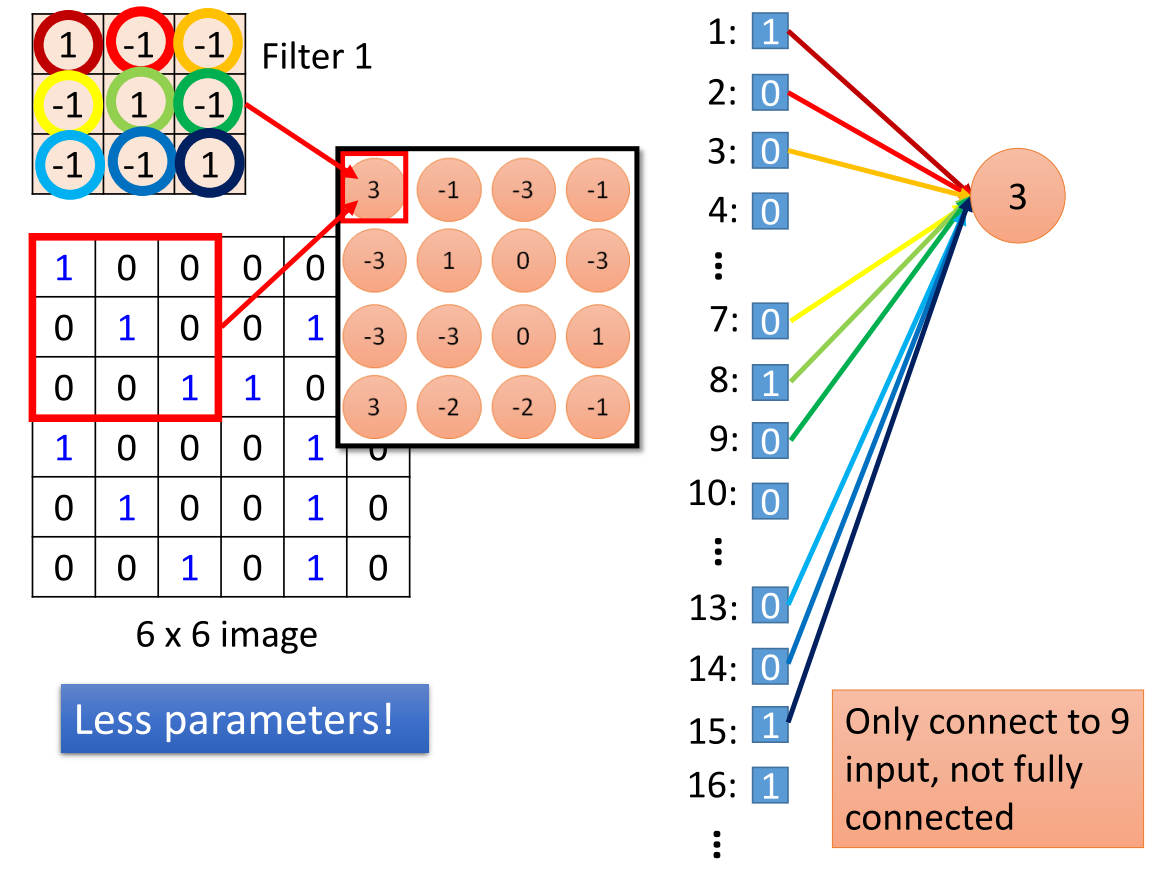 1 -1 -1
-1 1 -1
-1 -1 1
Filter 1
1 0 0 0 0
0 1 0 0 1
0 0 1 1 0
1 0 0 0 1 0
0 1 0 0 1 0
0 0 1 0 1 0
6 x 6 image
3 -1 -3 -1
-3 1 0 -3
-3 -3 0 1
3 -2 -2 -1
Less parameters!
1: 1
2: 0
3: 0
4: 0
⋮
7: 0
8: 1
9: 0
10: 0
⋮
13: 0
14: 0
15: 1
16: 1
⋮
3
Only connect to 9
input, not fully
connected